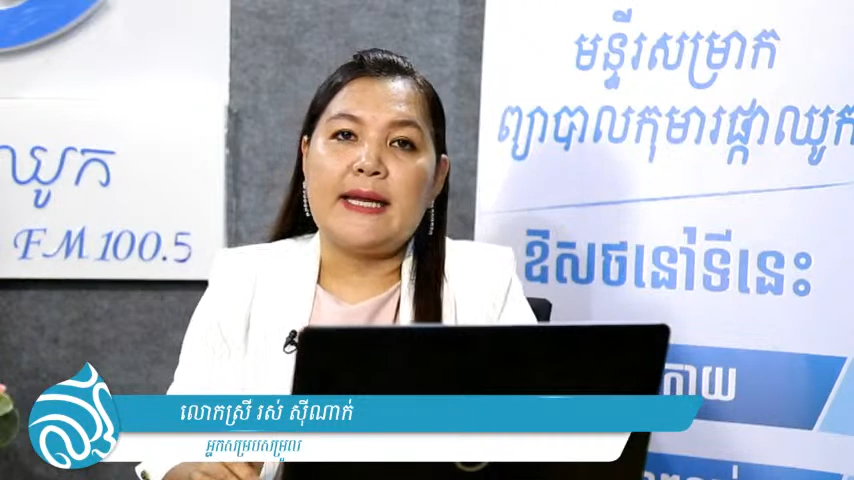 មន្ទីរសម្រាក
ព្យាបាលកុមារផ្កាឈូក
ឈូក
FM 100.5
ឱសថនៅទីនេះ
លោកស្រី រស់ ស៊ីណាក់
អ្នកសម្របសម្រួល